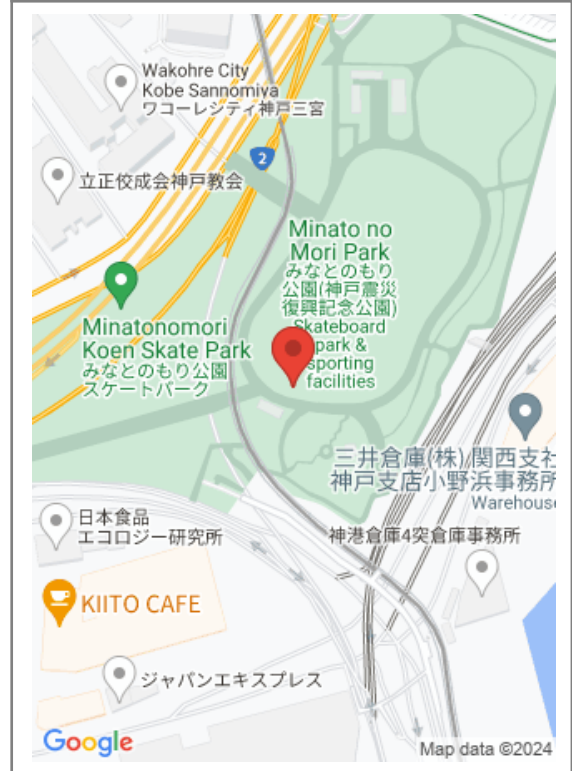 Wakohre City
Kobe Sannomiya
ワコーレシティ神戸三宮
2
立正佼成会神戸教会
Minato no
Mori Park
みなとのもり
公園(神戸震災
復興記念公園)
Skateboard
park &
sporting
facilities
Minatonomori
Koen Skate Park
みなとのもり公園
スケートパーク
三井倉庫(株) 関西支社
神戸支店小野浜事務所
Warehouse
日本食品
エコロジー研究所
神港倉庫4突倉庫事務所
KIITO CAFE
ジャパンエキスプレス
Google
Map data ©2024